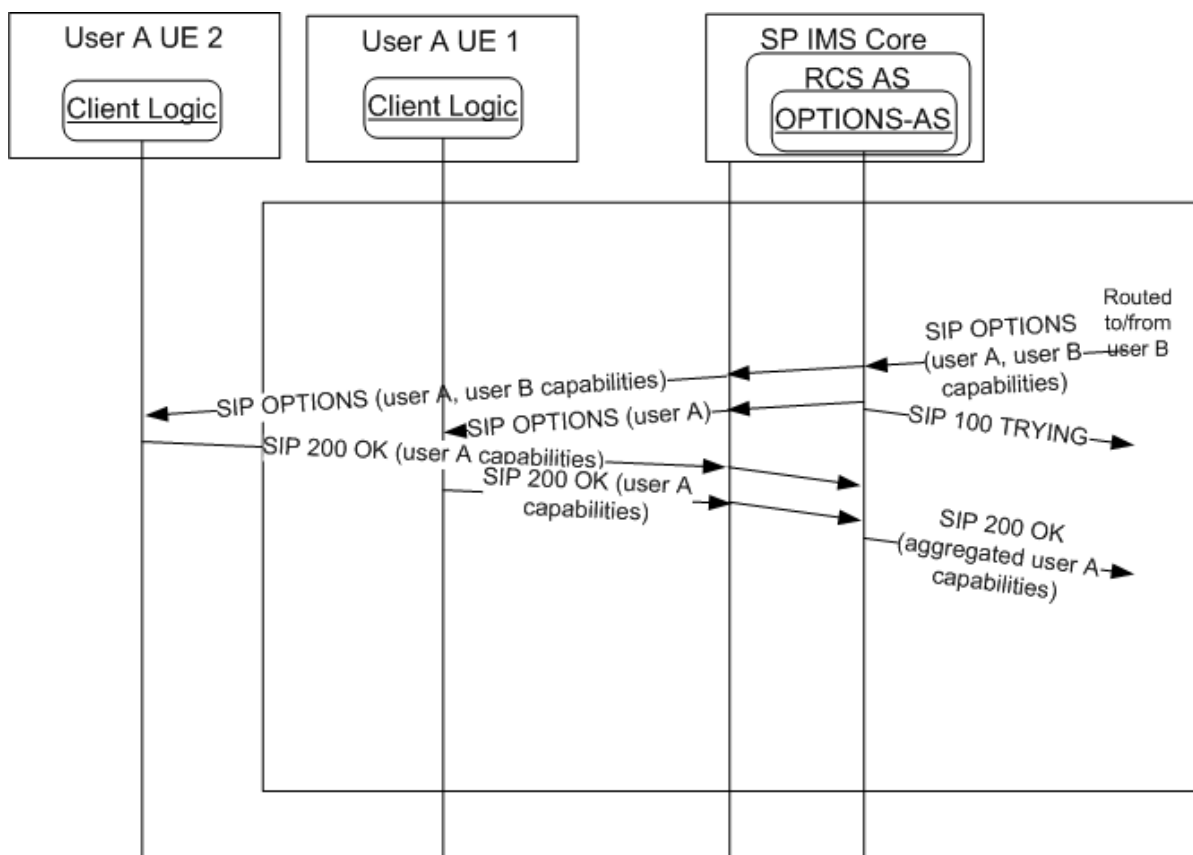 User A UE 2
Client Logic
User A UE 1
Client Logic
SP IMS Core
RCS AS
OPTIONS-AS
Routed
to/from
user B
SIP OPTIONS
(user A, user B
capabilities)
SIP OPTIONS (user A, user B capabilities)
SIP OPTIONS (user A)
SIP 100 TRYING
SIP 200 OK (user A capabilities)
SIP 200 OK (user A
capabilities)
SIP 200 OK
(aggregated user A
capabilities)